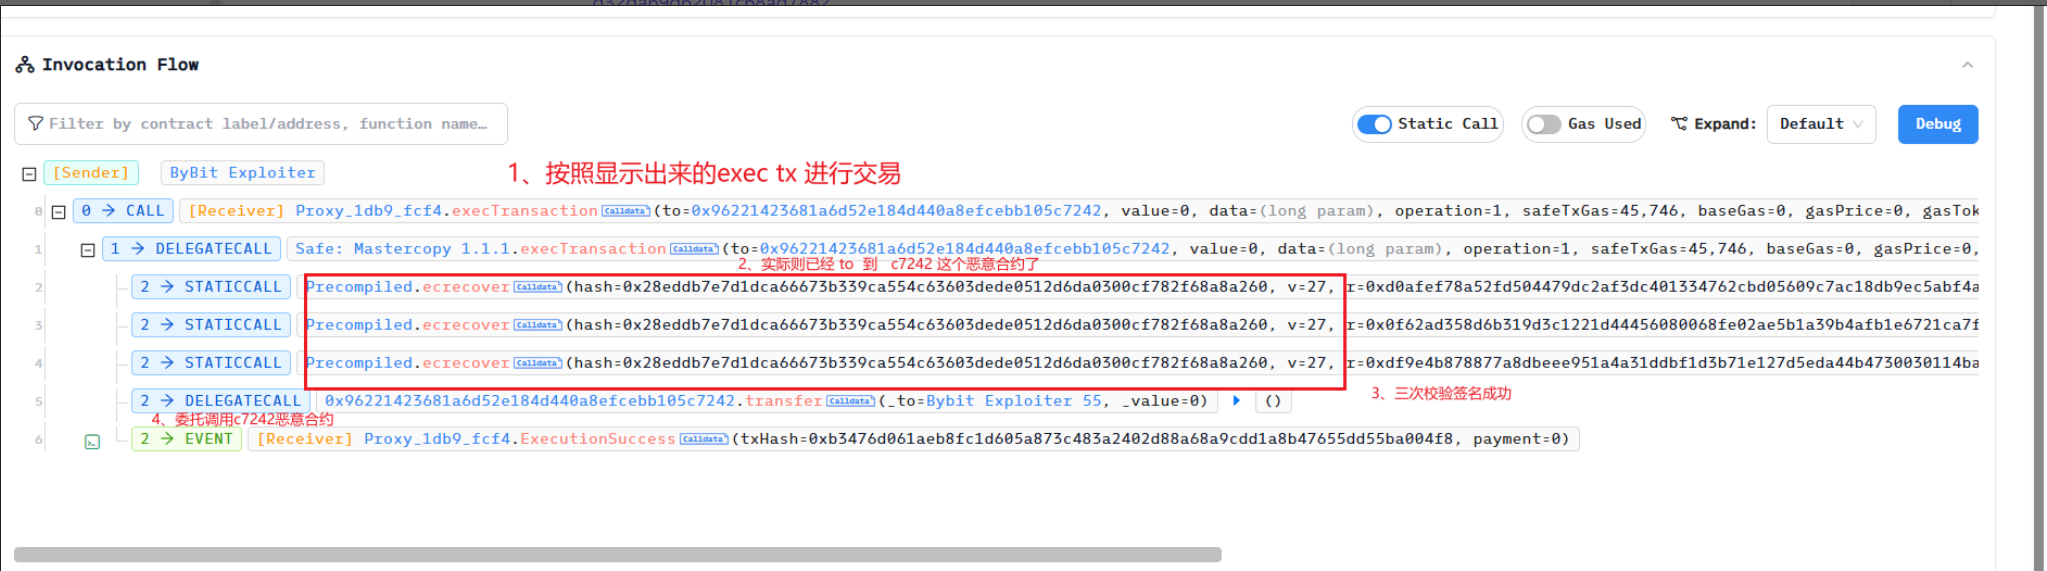 Invocation Flow
Filter by contract label/address, function name…
Static Call
Gas Used
Expand:
Default
Debug
[Sender] ByBit Exploiter
1、按照显示出来的exec tx 进行交易
0 0 → CALL [Receiver] Proxy_1db9_fcf4.execTransaction Calldata (to=0x96221423681a6d52e184d440a8efcebb105c7242, value=0, data=(long param), operation=1, safeTxGas=45,746, baseGas=0, gasPrice=0, gasTok
1 1 → DELEGATECALL Safe: Mastercopy 1.1.1.execTransaction Calldata (to=0x96221423681a6d52e184d440a8efcebb105c7242, value=0, data=(long param), operation=1, safeTxGas=45,746, baseGas=0, gasPrice=0,
2、实际则已经 to 到 c7242 这个恶意合约了
2 2 → STATICCALL Precompiled.ecrecover Calldata (hash=0x28eddb7e7d1dca66673b339ca554c63603dede0512d6da0300cf782f68a8a260, v=27, r=0xd0afef78a52fd504479dc2af3dc401334762cbd05609c7ac18db9ec5abf4a
3 2 → STATICCALL Precompiled.ecrecover Calldata (hash=0x28eddb7e7d1dca66673b339ca554c63603dede0512d6da0300cf782f68a8a260, v=27, r=0x0f62ad358d6b319d3c1221d44456080068fe02ae5b1a39b4afb1e6721ca7f
4 2 → STATICCALL Precompiled.ecrecover Calldata (hash=0x28eddb7e7d1dca66673b339ca554c63603dede0512d6da0300cf782f68a8a260, v=27, r=0xdf9e4b878877a8dbeee951a4a31ddbf1d3b71e127d5eda44b4730030114ba
3、三次校验签名成功
5 2 → DELEGATECALL 0x96221423681a6d52e184d440a8efcebb105c7242.transfer Calldata (_to=Bybit Exploiter 55, _value=0) ()
4、委托调用c7242恶意合约
6 2 → EVENT [Receiver] Proxy_1db9_fcf4.ExecutionSuccess Calldata (txHash=0xb3476d061aeb8fc1d605a873c483a2402d88a68a9cdd1a8b47655dd55ba004f8, payment=0)